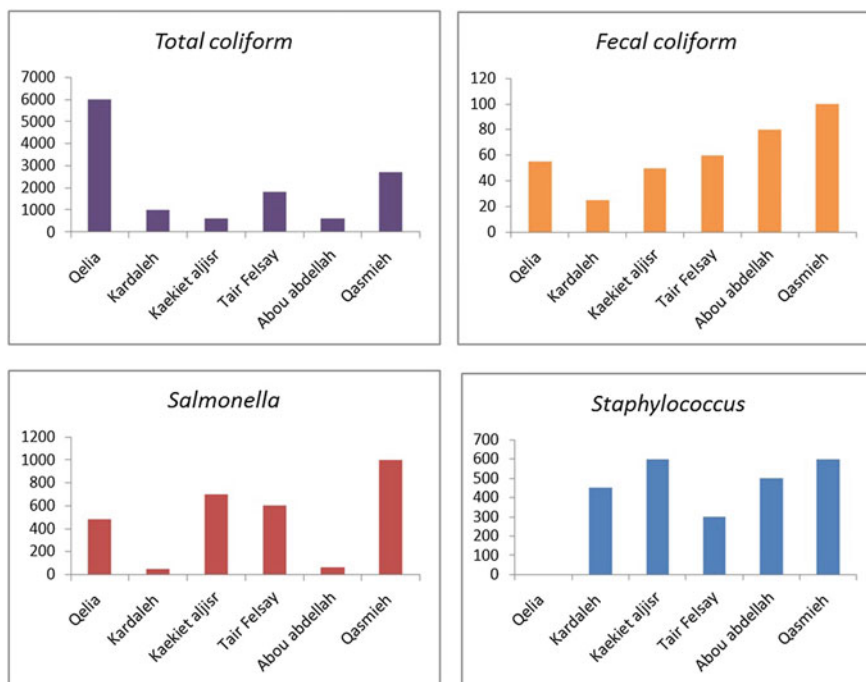 Total coliform
7000
6000
5000
4000
3000
2000
1000
0
Qelia
Kardaleh
Kaekiet aljisr
Tair Felsay
Abou abdellah
Qasmieh
Fecal coliform
120
100
80
60
40
20
0
Qelia
Kardaleh
Kaekiet aljisr
Tair Felsay
Abou abdellah
Qasmieh
Salmonella
1200
1000
800
600
400
200
0
Qelia
Kardaleh
Kaekiet aljisr
Tair Felsay
Abou abdellah
Qasmieh
Staphylococcus
700
600
500
400
300
200
100
0
Qelia
Kardaleh
Kaekiet aljisr
Tair Felsay
Abou abdellah
Qasmieh